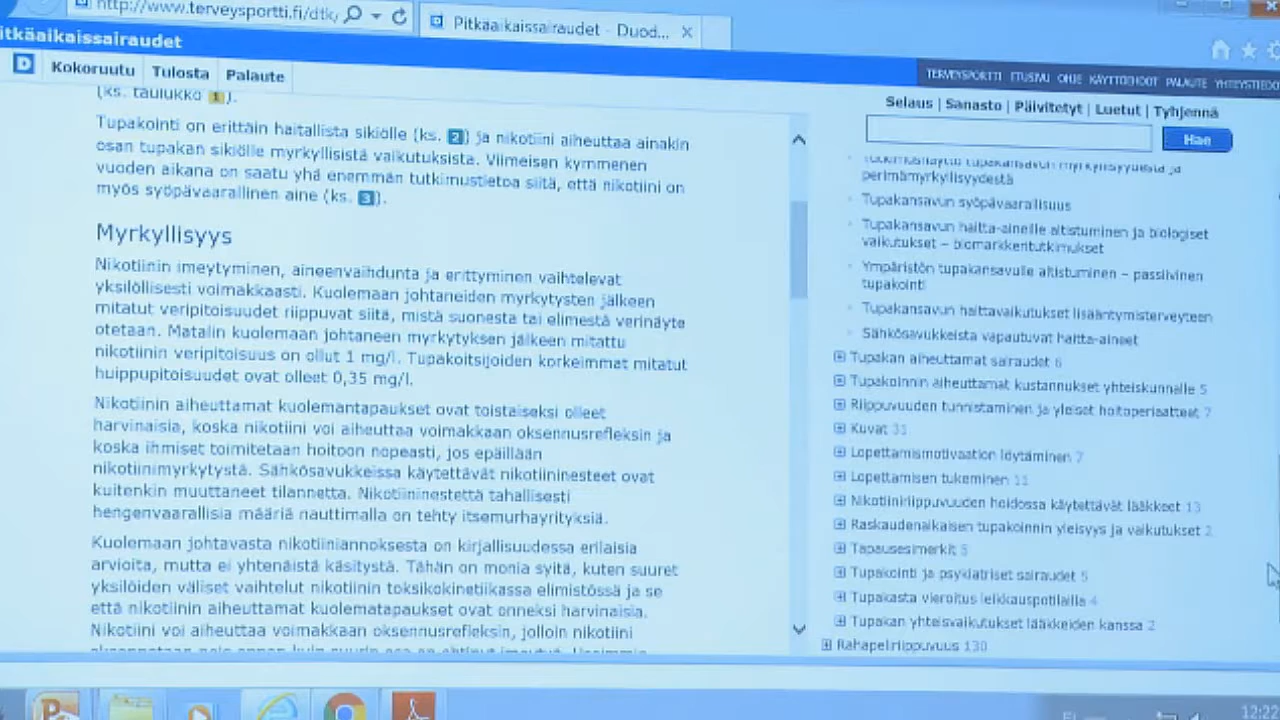 http://www.terveysportti.fi/dtk/
Pitkäaikaissairaudet - Duod...
itkäaikaissairaudet
TERVEYSPORTTI ETUSIVU OHJE KÄYTTÖEHDOT PALAUTE YHTEYSTIEDO
Kokoruutu Tulosta Palaute
Selaus | Sanasto | Päivitetyt | Luetut | Tyhjennä
Hae
(ks. taulukko 1).
Tupakointi on erittäin haitallista sikiölle (ks. 2) ja nikotiini aiheuttaa ainakin
osan tupakan sikiölle myrkyllisistä vaikutuksista. Viimeisen kymmenen
vuoden aikana on saatu yhä enemmän tutkimustietoa siitä, että nikotiini on
myös syöpävaarallinen aine (ks. 3).
Myrkyllisyys
Nikotiinin imeytyminen, aineenvaihdunta ja erittyminen vaihtelevat
yksilöllisesti voimakkaasti. Kuolemaan johtaneiden myrkytysten jälkeen
mitatut veripitoisuudet riippuvat siitä, mistä suonesta tai elimestä verinäyte
otetaan. Matalin kuolemaan johtaneen myrkytyksen jälkeen mitattu
nikotiinin veripitoisuus on ollut 1 mg/l. Tupakoitsijoiden korkeimmat mitatut
huippupitoisuudet ovat olleet 0,35 mg/l.
Nikotiinin aiheuttamat kuolemantapaukset ovat toistaiseksi olleet
harvinaisia, koska nikotiini voi aiheuttaa voimakkaan oksennusrefleksin ja
koska ihmiset toimitetaan hoitoon nopeasti, jos epäillään
nikotiinimyrkytystä. Sähkösavukkeissa käytettävät nikotiininesteet ovat
kuitenkin muuttaneet tilannetta. Nikotiininestettä tahallisesti
hengenvaarallisia määriä nauttimalla on tehty itsemurhayrityksiä.
Kuolemaan johtavasta nikotiiniannoksesta on kirjallisuudessa erilaisia
arvioita, mutta ei yhtenäistä käsitystä. Tähän on monia syitä, kuten suuret
yksilöiden väliset vaihtelut nikotiinin toksikokinetiikassa elimistössä ja se
että nikotiinin aiheuttamat kuolematapaukset ovat onneksi harvinaisia.
Nikotiini voi aiheuttaa voimakkaan oksennusrefleksin, jolloin nikotiini
Tutkimusnäyttö tupakansavun myrkyllisyydestä ja
perimämyrkyllisyydestä
Tupakansavun syöpävaarallisuus
Tupakansavun haitta-aineille altistuminen ja biologiset
vaikutukset – biomarkkeritutkimukset
Ympäristön tupakansavulle altistuminen – passiivinen
tupakointi
Tupakansavun haittavaikutukset lisääntymisterveyteen
Sähkösavukkeista vapautuvat haitta-aineet
Tupakan aiheuttamat sairaudet 6
Tupakoinnin aiheuttamat kustannukset yhteiskunnalle 5
Riippuvuuden tunnistaminen ja yleiset hoitoperiaatteet 7
Kuvat 31
Lopettamismotivaation löytäminen 7
Lopettamisen tukeminen 11
Nikotiiniriippuvuuden hoidossa käytettävät lääkkeet 13
Raskaudenaikaisen tupakoinnin yleisyys ja vaikutukset 2
Tapausesimerkit 5
Tupakointi ja psykiatriset sairaudet 5
Tupakasta vieroitus leikkauspotilailla 4
Tupakan yhteisvaikutukset lääkkeiden kanssa 2
Rahapeliriippuvuus 130
FI
12:22